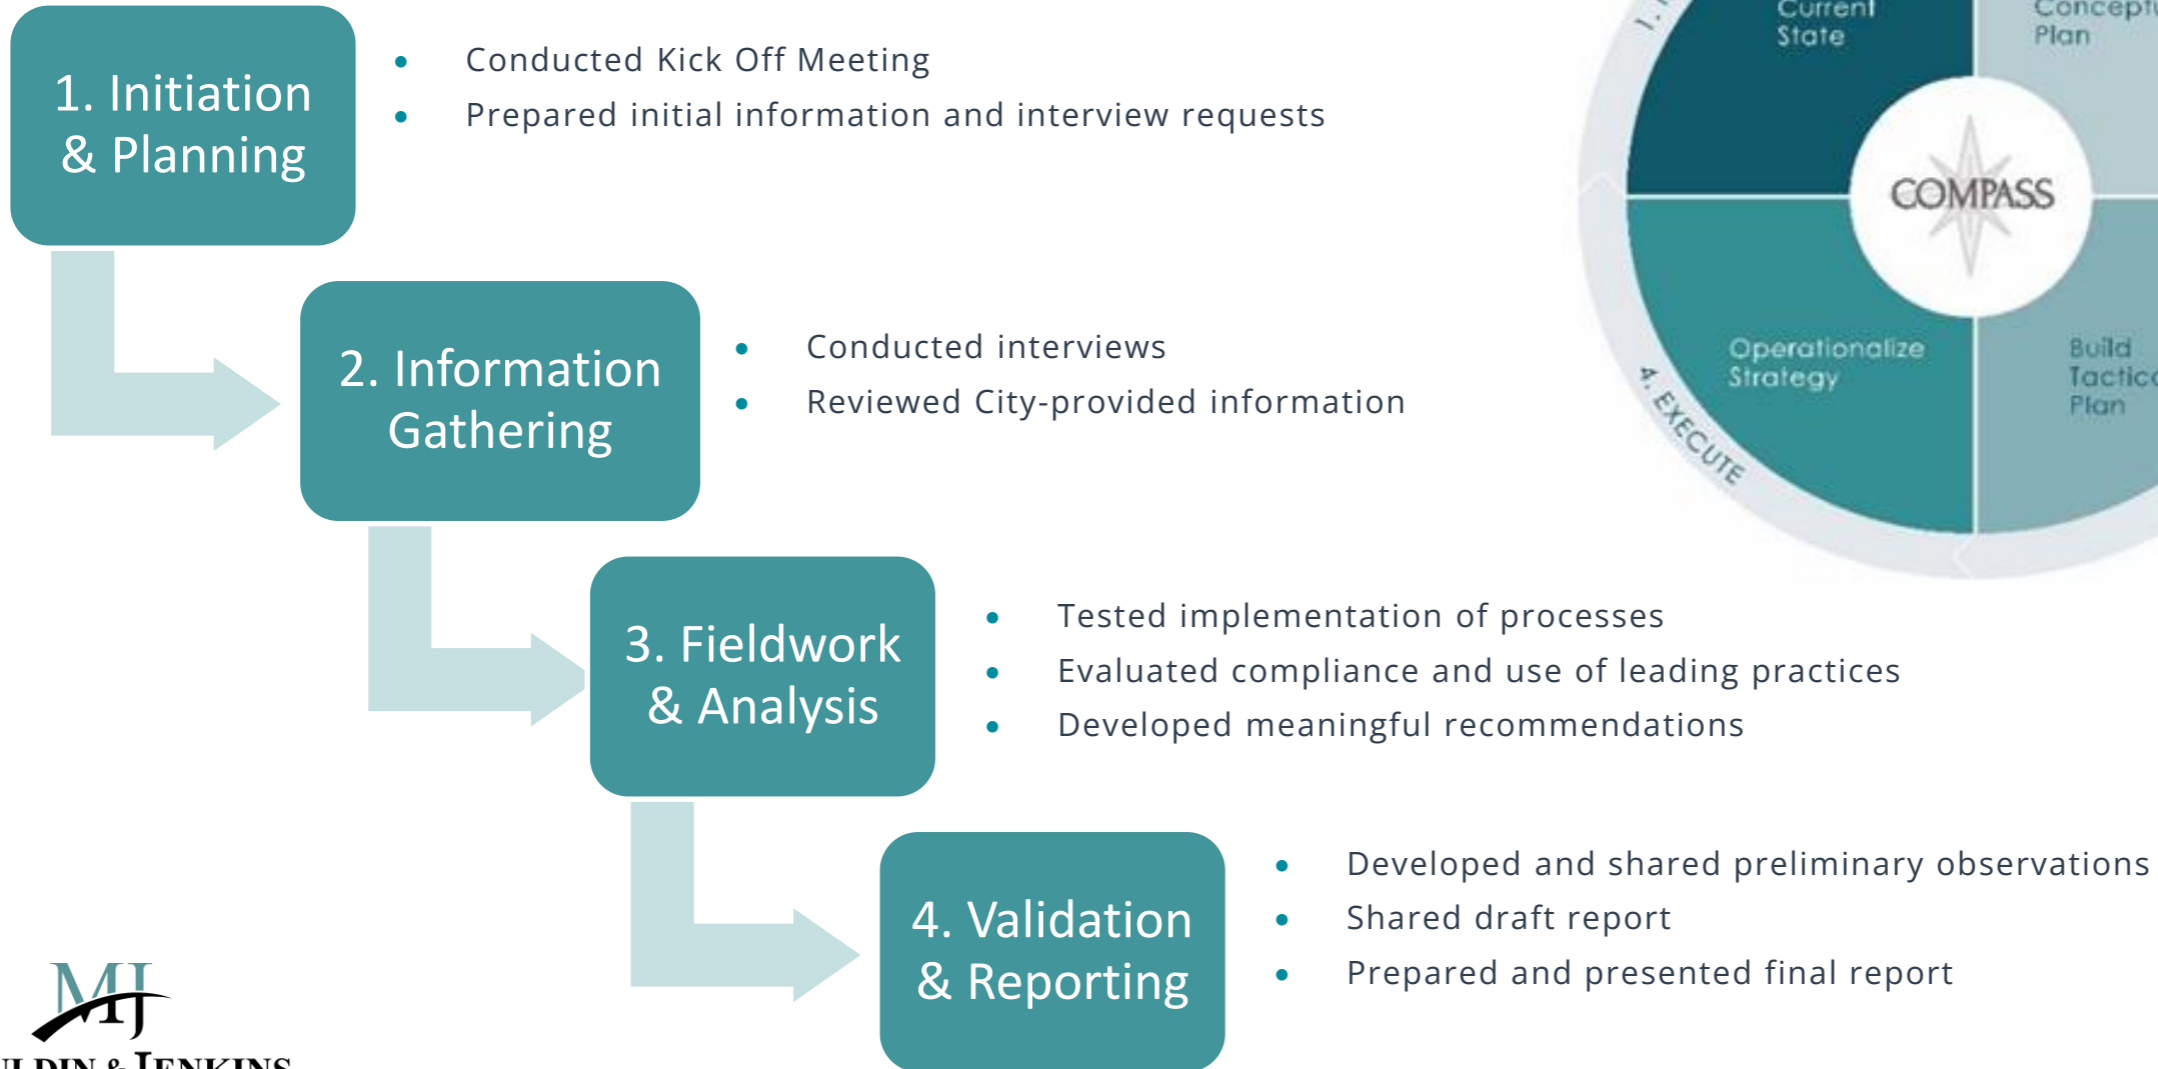 1. Initiation
& Planning
Conducted Kick Off Meeting
Prepared initial information and interview requests
Current
State
Plan
COMPASS
Operationalize
Strategy
Build
Plan
4. EXECUTE
2. Information
Gathering
Conducted interviews
Reviewed City-provided information
3. Fieldwork
& Analysis
Tested implementation of processes
Evaluated compliance and use of leading practices
Developed meaningful recommendations
4. Validation
& Reporting
Developed and shared preliminary observations
Shared draft report
Prepared and presented final report
MJ
& JENKINS